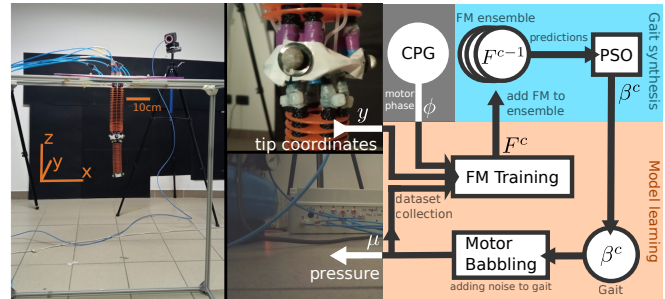 10cm
z
y
x
y
tip coordinates
μ
pressure
CPG
motor
phase
ϕ
FM ensemble
F^{c-1}
predictions
PSO
β^c
Gait synthesis
add FM to
ensemble
F^c
FM Training
dataset
collection
Model learning
Motor
Babbling
adding noise to gait
β^c
Gait